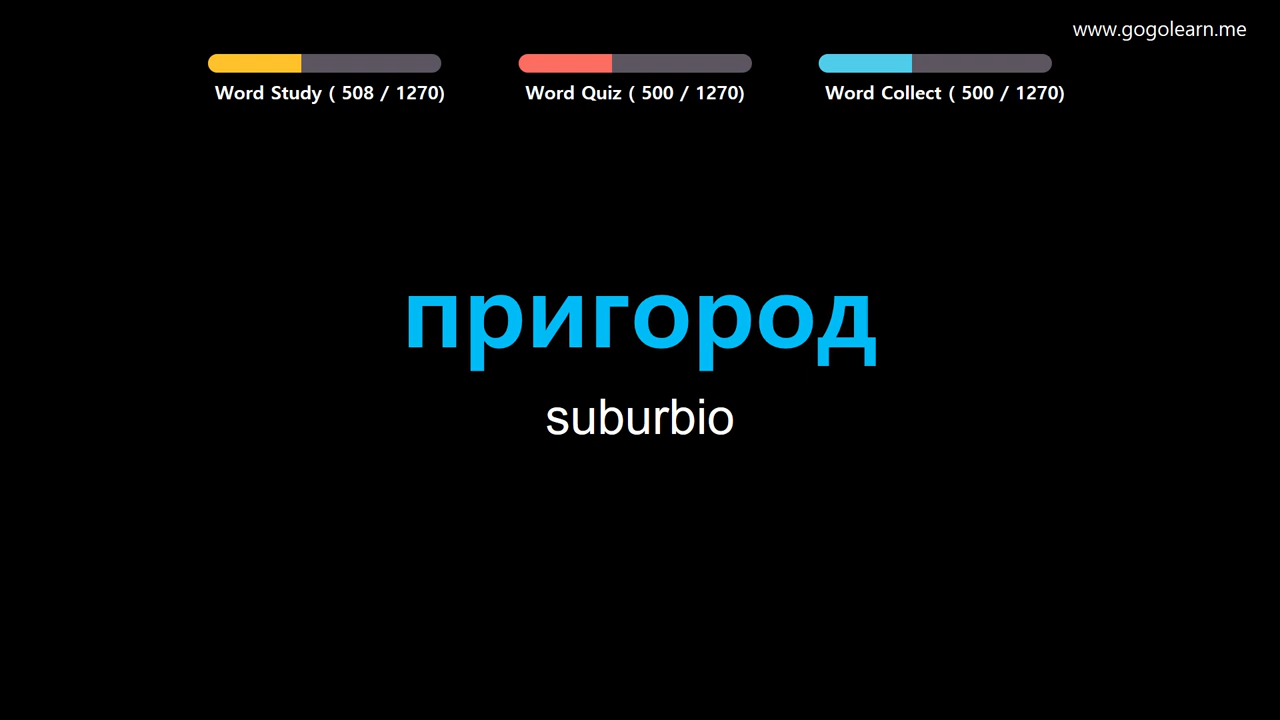 www.gogolearn.me
Word Study ( 508 / 1270)
Word Quiz ( 500 / 1270)
Word Collect ( 500 / 1270)
пригород
suburbio